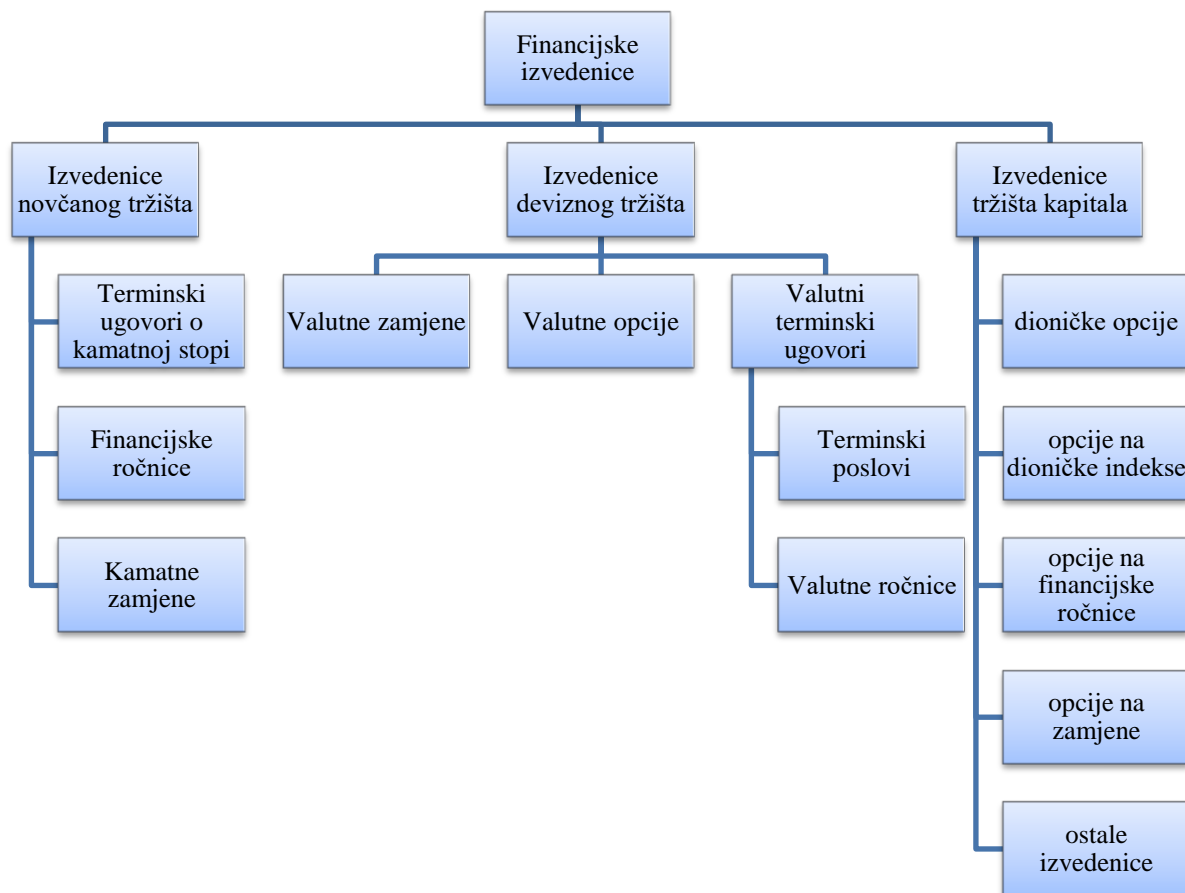 Financijske
izvedenice
Izvedenice
novčanog tržišta
Izvedenice
deviznog tržišta
Izvedenice
tržišta kapitala
Terminski
ugovori o
kamatnoj stopi
Financijske
ročnice
Kamatne
zamjene
Valutne zamjene
Valutne opcije
Valutni
terminski
ugovori
Terminski
poslovi
Valutne ročnice
dioničke opcije
opcije na
dioničke indekse
opcije na
financijske
ročnice
opcije na
zamjene
ostale
izvedenice